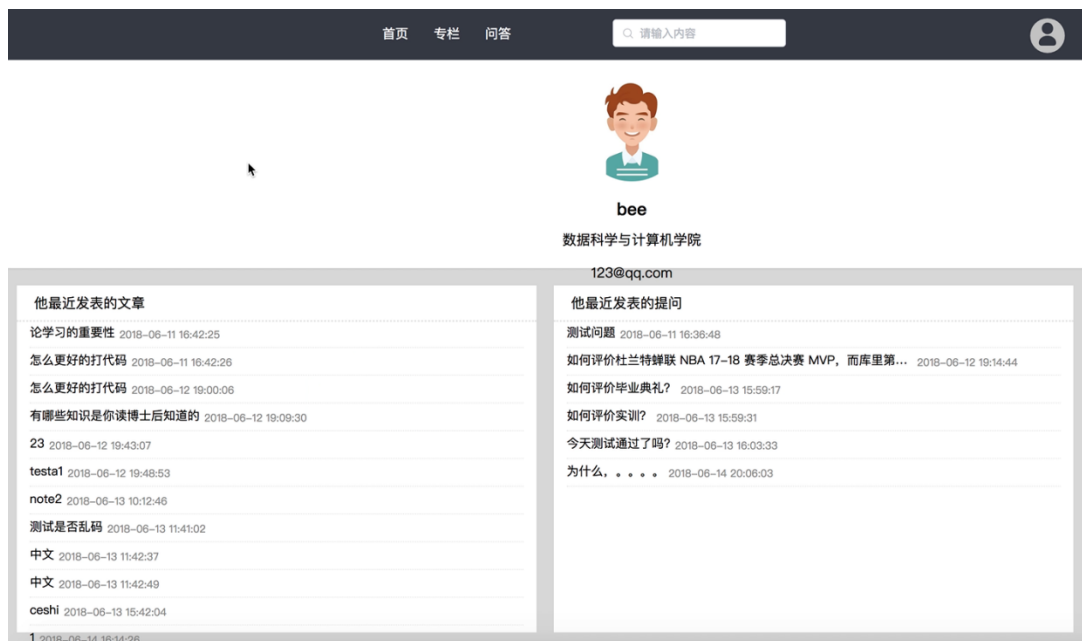 首页 专栏 问答 请输入内容
bee
数据科学与计算机学院
123@qq.com
他最近发表的文章
论学习的重要性 2018-06-11 16:42:25
怎么更好的打代码 2018-06-11 16:42:26
怎么更好的打代码 2018-06-12 19:00:06
有哪些知识是你读博士后知道的 2018-06-12 19:09:30
23 2018-06-12 19:43:07
testa1 2018-06-12 19:48:53
note2 2018-06-13 10:12:46
测试是否乱码 2018-06-13 11:41:02
中文 2018-06-13 11:42:37
中文 2018-06-13 11:42:49
ceshi 2018-06-13 15:42:04
1 2018-06-14 16:14:26
他最近发表的提问
测试问题 2018-06-11 16:36:48
如何评价杜兰特蝉联 NBA 17-18 赛季总决赛 MVP，而库里第... 2018-06-12 19:14:44
如何评价毕业典礼？ 2018-06-13 15:59:17
如何评价实训？ 2018-06-13 15:59:31
今天测试通过了吗? 2018-06-13 16:03:33
为什么，。。。。 2018-06-14 20:06:03